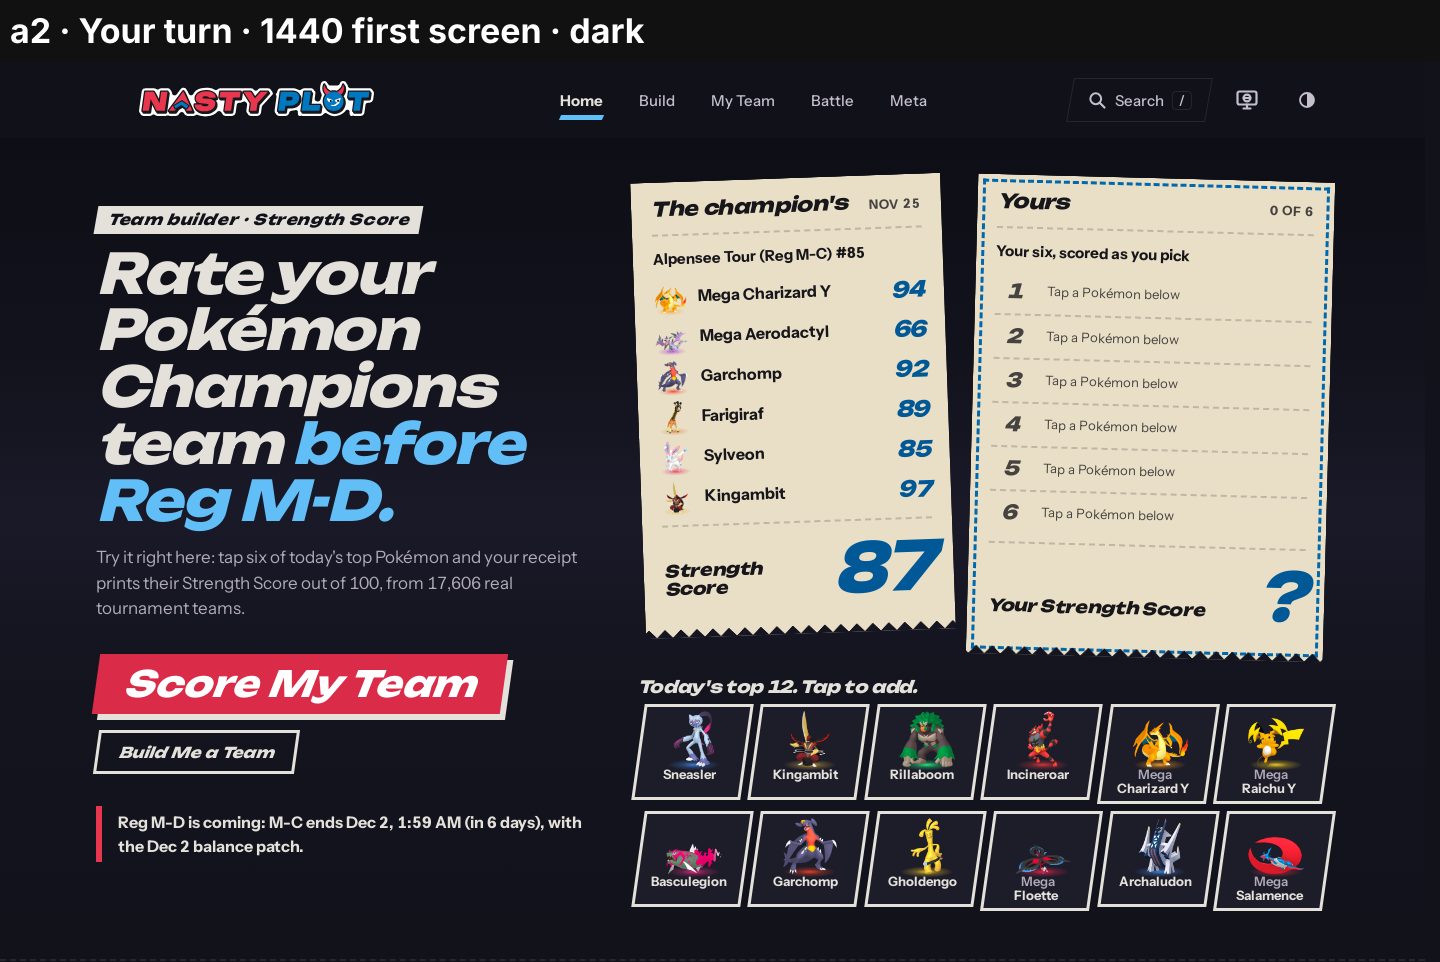 a2 · Your turn · 1440 first screen · dark
NASTY PLOT
Home
Build
My Team
Battle
Meta
Search /
Team builder · Strength Score
Rate your
Pokémon
Champions
team before
Reg M-D.
Try it right here: tap six of today's top Pokémon and your receipt
prints their Strength Score out of 100, from 17,606 real
tournament teams.
Score My Team
Build Me a Team
Reg M-D is coming: M-C ends Dec 2, 1:59 AM (in 6 days), with
the Dec 2 balance patch.
The champion's NOV 25
Alpensee Tour (Reg M-C) #85
Mega Charizard Y 94
Mega Aerodactyl 66
Garchomp 92
Farigiraf 89
Sylveon 85
Kingambit 97
Strength
Score
87
Yours 0 OF 6
Your six, scored as you pick
1 Tap a Pokémon below
2 Tap a Pokémon below
3 Tap a Pokémon below
4 Tap a Pokémon below
5 Tap a Pokémon below
6 Tap a Pokémon below
Your Strength Score ?
Today's top 12. Tap to add.
Sneasler
Kingambit
Rillaboom
Incineroar
Mega
Charizard Y
Mega
Raichu Y
Basculegion
Garchomp
Gholdengo
Mega
Floette
Archaludon
Mega
Salamence